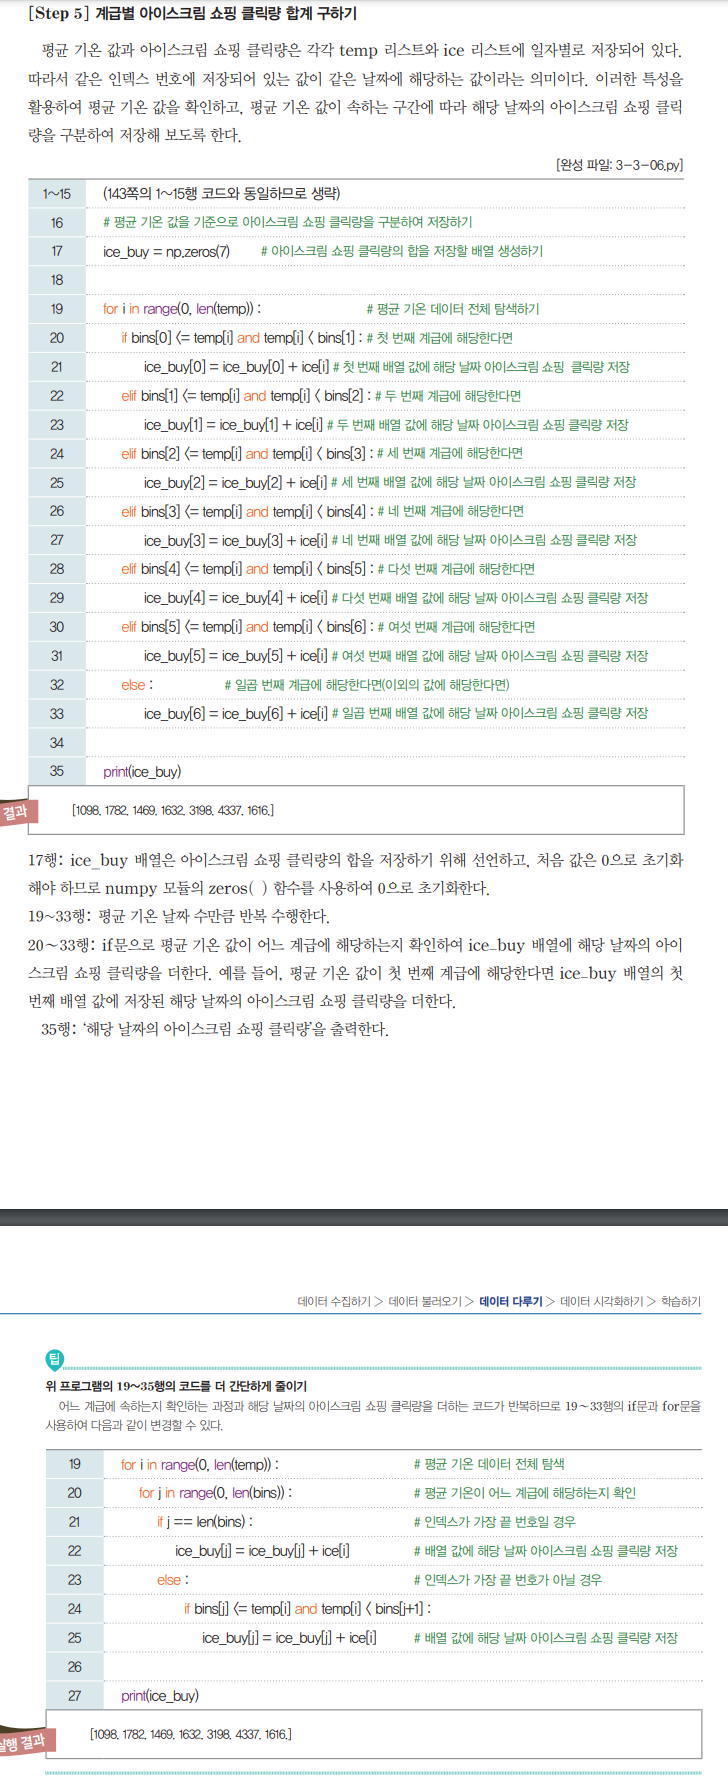 [Step 5] 계급별 아이스크림 쇼핑 클릭량 합계 구하기
평균 기온 값과 아이스크림 쇼핑 클릭량은 각각 temp 리스트와 ice 리스트에 일자별로 저장되어 있다.
따라서 같은 인덱스 번호에 저장되어 있는 값이 같은 날짜에 해당하는 값이라는 의미이다. 이러한 특성을
활용하여 평균 기온 값을 확인하고, 평균 기온 값이 속하는 구간에 따라 해당 날짜의 아이스크림 쇼핑 클릭
량을 구분하여 저장해 보도록 한다.
[완성 파일: 3-3-06.py]
1~15 (143쪽의 1~15행 코드와 동일하므로 생략)
16 # 평균 기온 값을 기준으로 아이스크림 쇼핑 클릭량을 구분하여 저장하기
17 ice_buy = np.zeros(7) # 아이스크림 쇼핑 클릭량의 합을 저장할 배열 생성하기
18
19 for i in range(0, len(temp)) : # 평균 기온 데이터 전체 탐색하기
20 if bins[0] <= temp[i] and temp[i] < bins[1] : # 첫 번째 계급에 해당한다면
21 ice_buy[0] = ice_buy[0] + ice[i] # 첫 번째 배열 값에 해당 날짜 아이스크림 쇼핑 클릭량 저장
22 elif bins[1] <= temp[i] and temp[i] < bins[2] : # 두 번째 계급에 해당한다면
23 ice_buy[1] = ice_buy[1] + ice[i] # 두 번째 배열 값에 해당 날짜 아이스크림 쇼핑 클릭량 저장
24 elif bins[2] <= temp[i] and temp[i] < bins[3] : # 세 번째 계급에 해당한다면
25 ice_buy[2] = ice_buy[2] + ice[i] # 세 번째 배열 값에 해당 날짜 아이스크림 쇼핑 클릭량 저장
26 elif bins[3] <= temp[i] and temp[i] < bins[4] : # 네 번째 계급에 해당한다면
27 ice_buy[3] = ice_buy[3] + ice[i] # 네 번째 배열 값에 해당 날짜 아이스크림 쇼핑 클릭량 저장
28 elif bins[4] <= temp[i] and temp[i] < bins[5] : # 다섯 번째 계급에 해당한다면
29 ice_buy[4] = ice_buy[4] + ice[i] # 다섯 번째 배열 값에 해당 날짜 아이스크림 쇼핑 클릭량 저장
30 elif bins[5] <= temp[i] and temp[i] < bins[6] : # 여섯 번째 계급에 해당한다면
31 ice_buy[5] = ice_buy[5] + ice[i] # 여섯 번째 배열 값에 해당 날짜 아이스크림 쇼핑 클릭량 저장
32 else : # 일곱 번째 계급에 해당한다면(이외의 값에 해당한다면)
33 ice_buy[6] = ice_buy[6] + ice[i] # 일곱 번째 배열 값에 해당 날짜 아이스크림 쇼핑 클릭량 저장
34
35 print(ice_buy)
결과 [1098. 1782. 1469. 1632. 3198. 4337. 1616.]
17행: ice_buy 배열은 아이스크림 쇼핑 클릭량의 합을 저장하기 위해 선언하고, 처음 값은 0으로 초기화
해야 하므로 numpy 모듈의 zeros( ) 함수를 사용하여 0으로 초기화한다.
19~33행: 평균 기온 날짜 수만큼 반복 수행한다.
20~33행: if문으로 평균 기온 값이 어느 계급에 해당하는지 확인하여 ice_buy 배열에 해당 날짜의 아이
스크림 쇼핑 클릭량을 더한다. 예를 들어, 평균 기온 값이 첫 번째 계급에 해당한다면 ice_buy 배열의 첫
번째 배열 값에 저장된 해당 날짜의 아이스크림 쇼핑 클릭량을 더한다.
35행: '해당 날짜의 아이스크림 쇼핑 클릭량'을 출력한다.
데이터 수집하기 > 데이터 불러오기 > 데이터 다루기 > 데이터 시각화하기 > 학습하기
팁
위 프로그램의 19~35행의 코드를 더 간단하게 줄이기
어느 계급에 속하는지 확인하는 과정과 해당 날짜의 아이스크림 쇼핑 클릭량을 더하는 코드가 반복하므로 19~33행의 if문과 for문을
사용하여 다음과 같이 변경할 수 있다.
19 for i in range(0, len(temp)) : # 평균 기온 데이터 전체 탐색
20 for j in range(0, len(bins)) : # 평균 기온이 어느 계급에 해당하는지 확인
21 if j == len(bins) : # 인덱스가 가장 끝 번호일 경우
22 ice_buy[j] = ice_buy[j] + ice[i] # 배열 값에 해당 날짜 아이스크림 쇼핑 클릭량 저장
23 else : # 인덱스가 가장 끝 번호가 아닐 경우
24 if bins[j] <= temp[i] and temp[i] < bins[j+1] :
25 ice_buy[j] = ice_buy[j] + ice[i] # 배열 값에 해당 날짜 아이스크림 쇼핑 클릭량 저장
26
27 print(ice_buy)
실행 결과 [1098. 1782. 1469. 1632. 3198. 4337. 1616.]